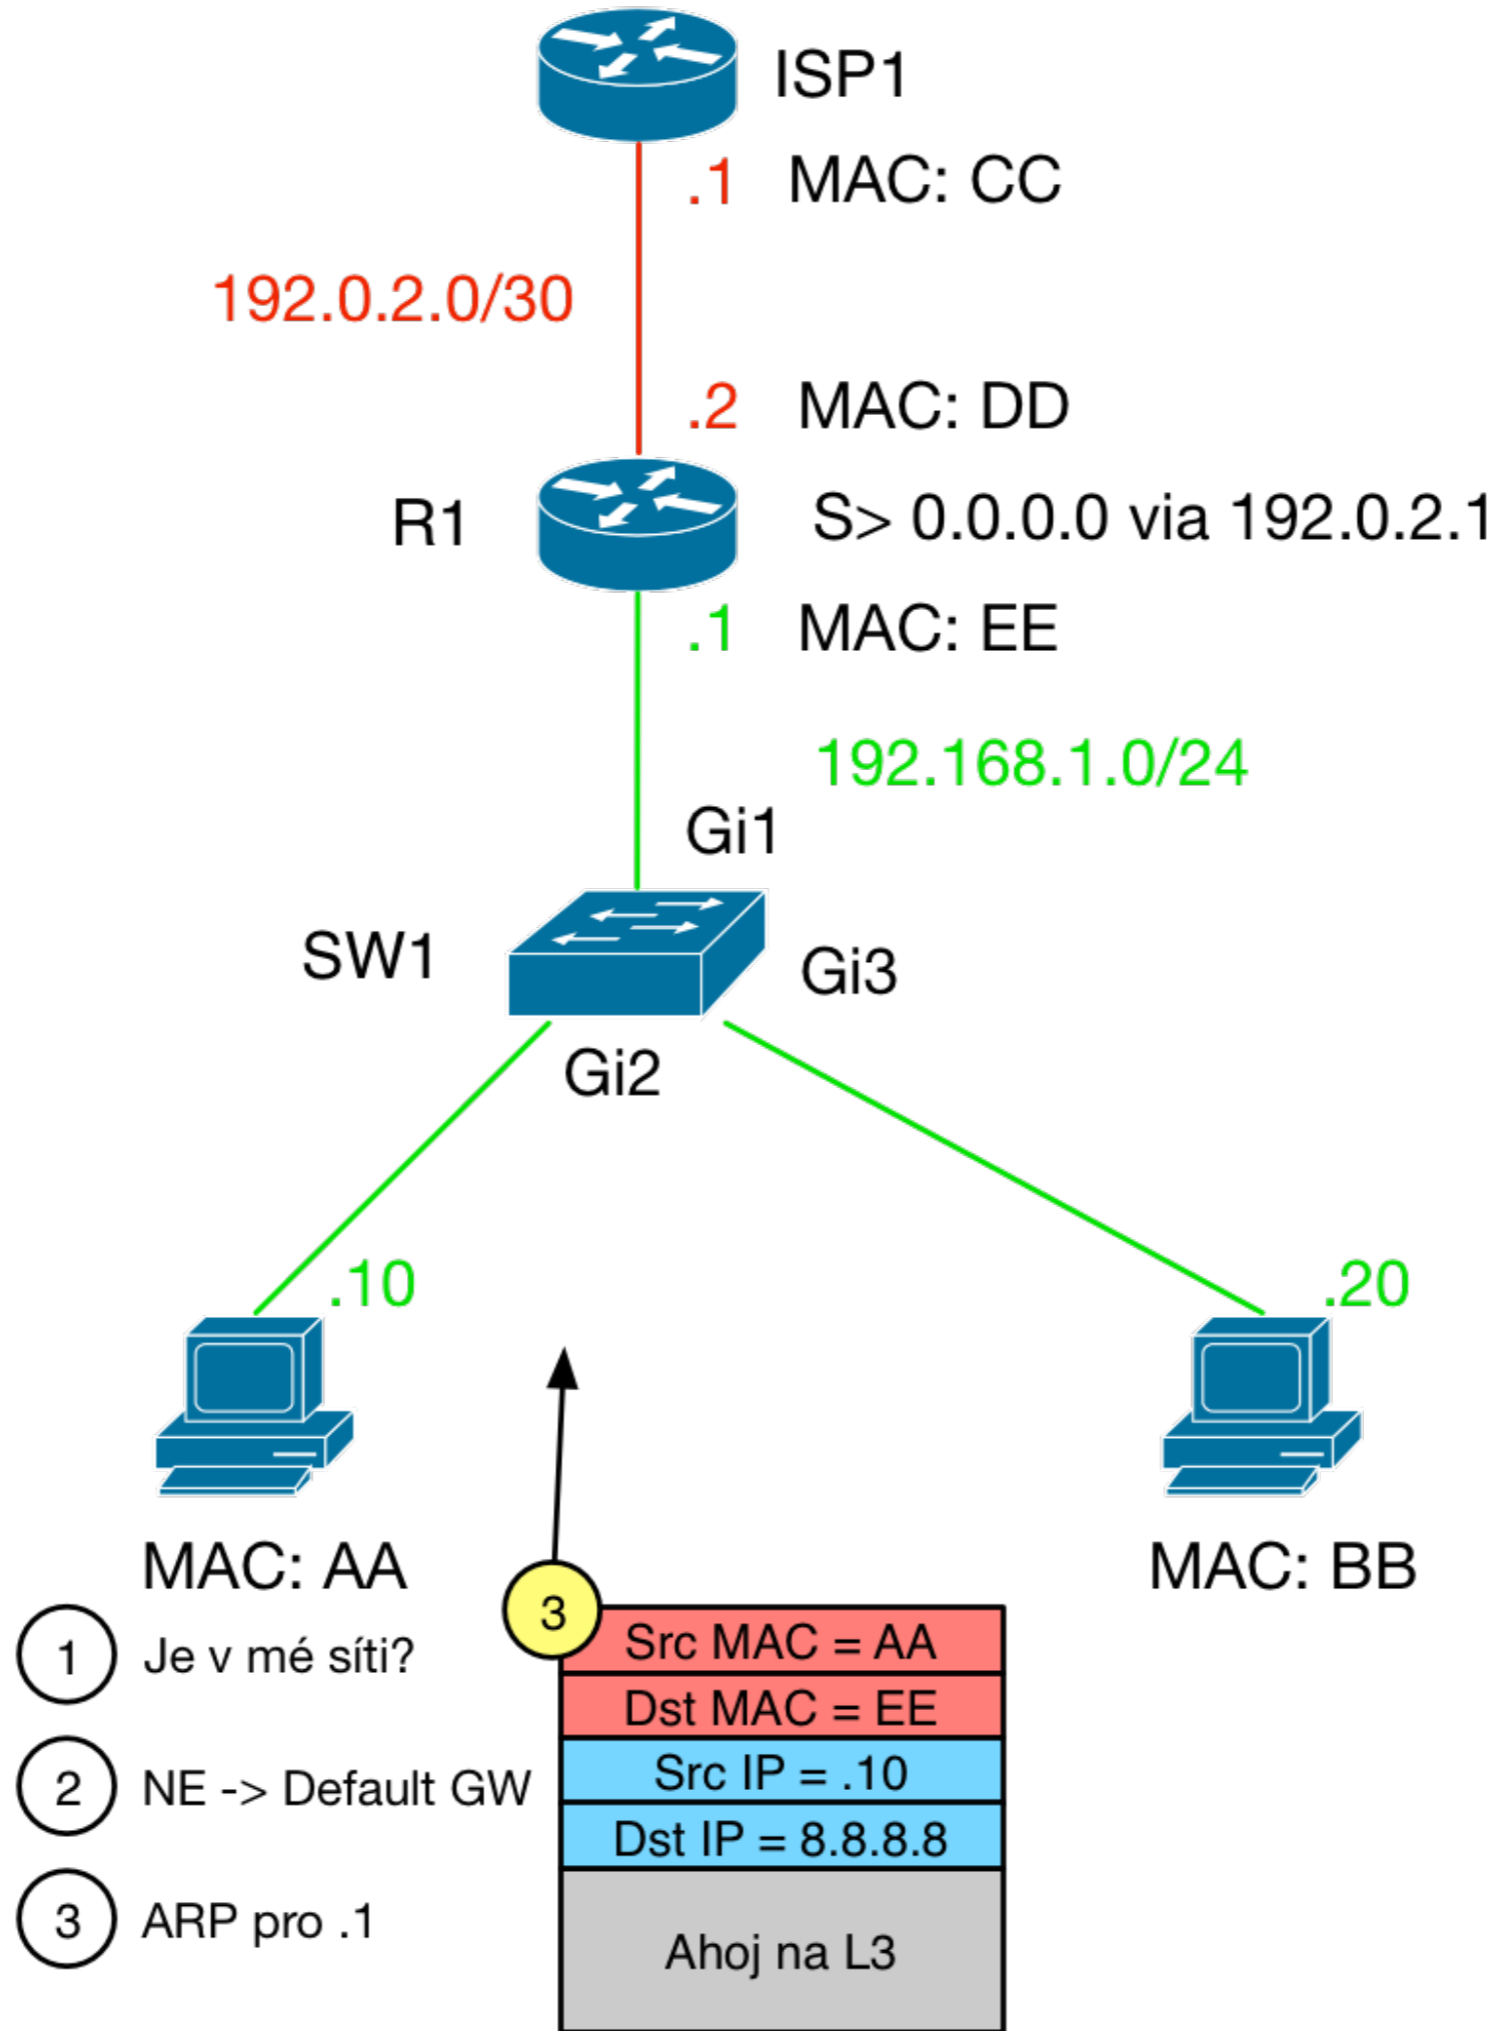 ISP1
.1 MAC: CC
192.0.2.0/30
.2 MAC: DD
R1
S> 0.0.0.0 via 192.0.2.1
.1 MAC: EE
192.168.1.0/24
Gi1
SW1
Gi3
Gi2
.10
.20
MAC: AA
MAC: BB
1 Je v mé síti?
2 NE -> Default GW
3 ARP pro .1
3
Src MAC = AA
Dst MAC = EE
Src IP = .10
Dst IP = 8.8.8.8
Ahoj na L3